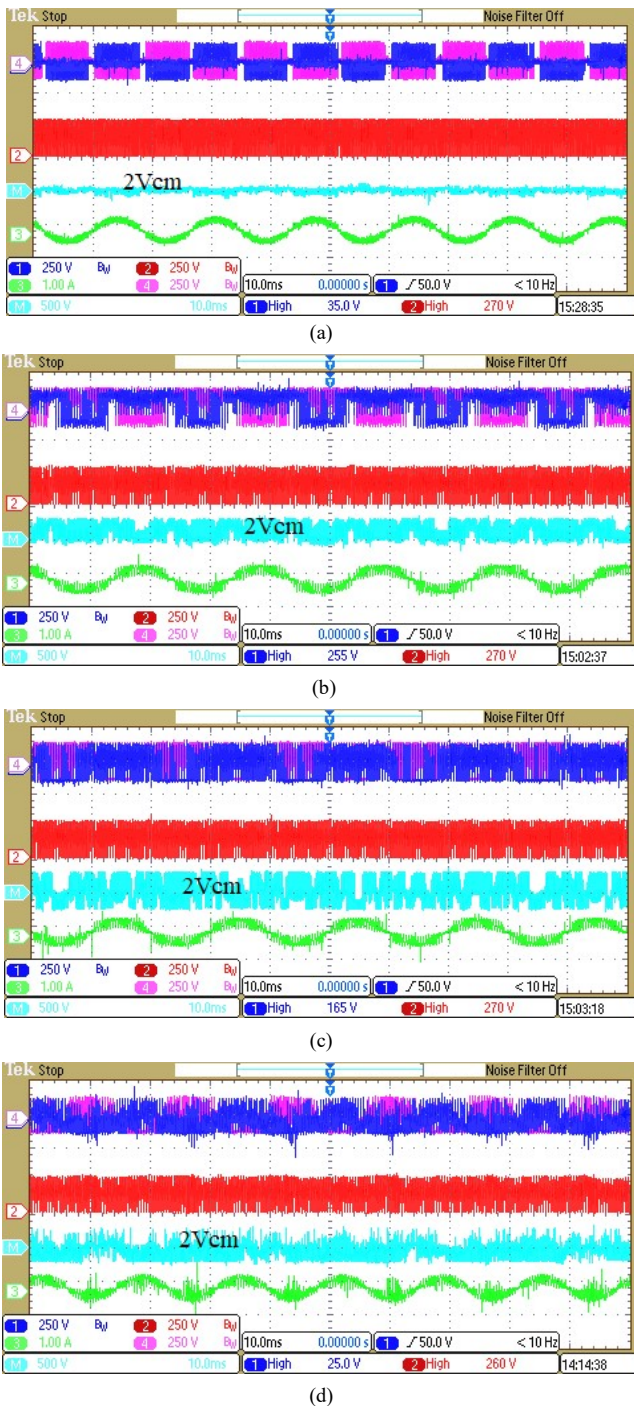 Tek Stop Noise Filter Off
4
2
2Vcm
M
3
1 250 V Bw 2 250 V Bw
3 1.00 A 4 250 V Bw 10.0ms 0.00000 s 1 50.0 V < 10 Hz
M 500 V 10.0ms 1 High 35.0 V 2 High 270 V 15:28:35
(a)
Tek Stop Noise Filter Off
4
2
2Vcm
M
3
1 250 V Bw 2 250 V Bw
3 1.00 A 4 250 V Bw 10.0ms 0.00000 s 1 50.0 V < 10 Hz
M 500 V 10.0ms 1 High 255 V 2 High 270 V 15:02:37
(b)
Tek Stop Noise Filter Off
4
2
2Vcm
M
3
1 250 V Bw 2 250 V Bw
3 1.00 A 4 250 V Bw 10.0ms 0.00000 s 1 50.0 V < 10 Hz
M 500 V 10.0ms 1 High 165 V 2 High 270 V 15:03:18
(c)
Tek Stop Noise Filter Off
4
2
2Vcm
M
3
1 250 V Bw 2 250 V Bw
3 1.00 A 4 250 V Bw 10.0ms 0.00000 s 1 50.0 V < 10 Hz
M 500 V 10.0ms 1 High 25.0 V 2 High 260 V 14:14:38
(d)